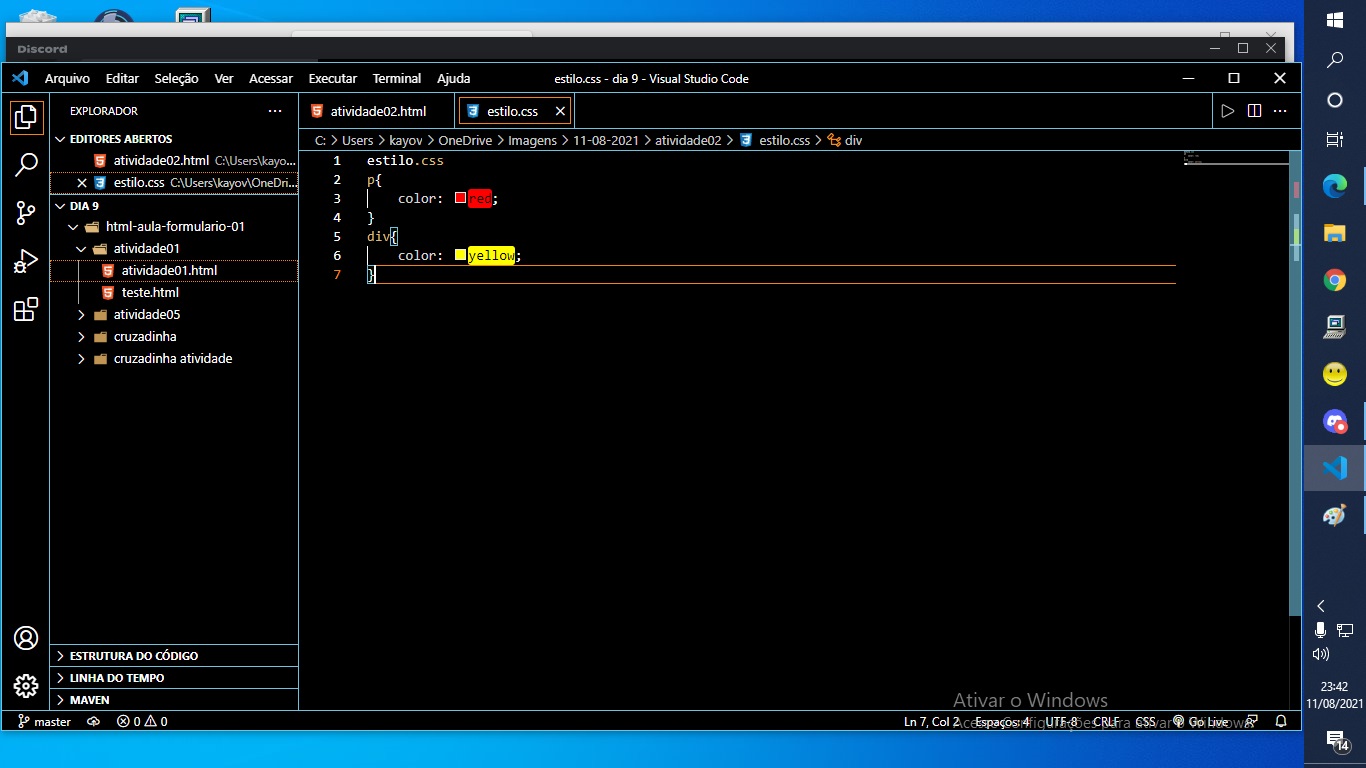 Discord
Arquivo Editar Seleção Ver Acessar Executar Terminal Ajuda estilo.css - dia 9 - Visual Studio Code
EXPLORADOR
EDITORES ABERTOS
atividade02.html C:\Users\kayo...
estilo.css C:\Users\kayov\OneDri...
DIA 9
html-aula-formulario-01
atividade01
atividade01.html
teste.html
atividade05
cruzadinha
cruzadinha atividade
ESTRUTURA DO CÓDIGO
LINHA DO TEMPO
MAVEN
atividade02.html estilo.css
C: > Users > kayov > OneDrive > Imagens > 11-08-2021 > atividade02 > estilo.css > div
1 estilo.css
2 p{
3 color: red;
4 }
5 div{
6 color: yellow;
7 }
Ativar o Windows
Acesse Configurações para ativar o Windows.
master 0 0 Ln 7, Col 2 Espaços: 4 UTF-8 CRLF CSS Go Live
23:42
11/08/2021
14